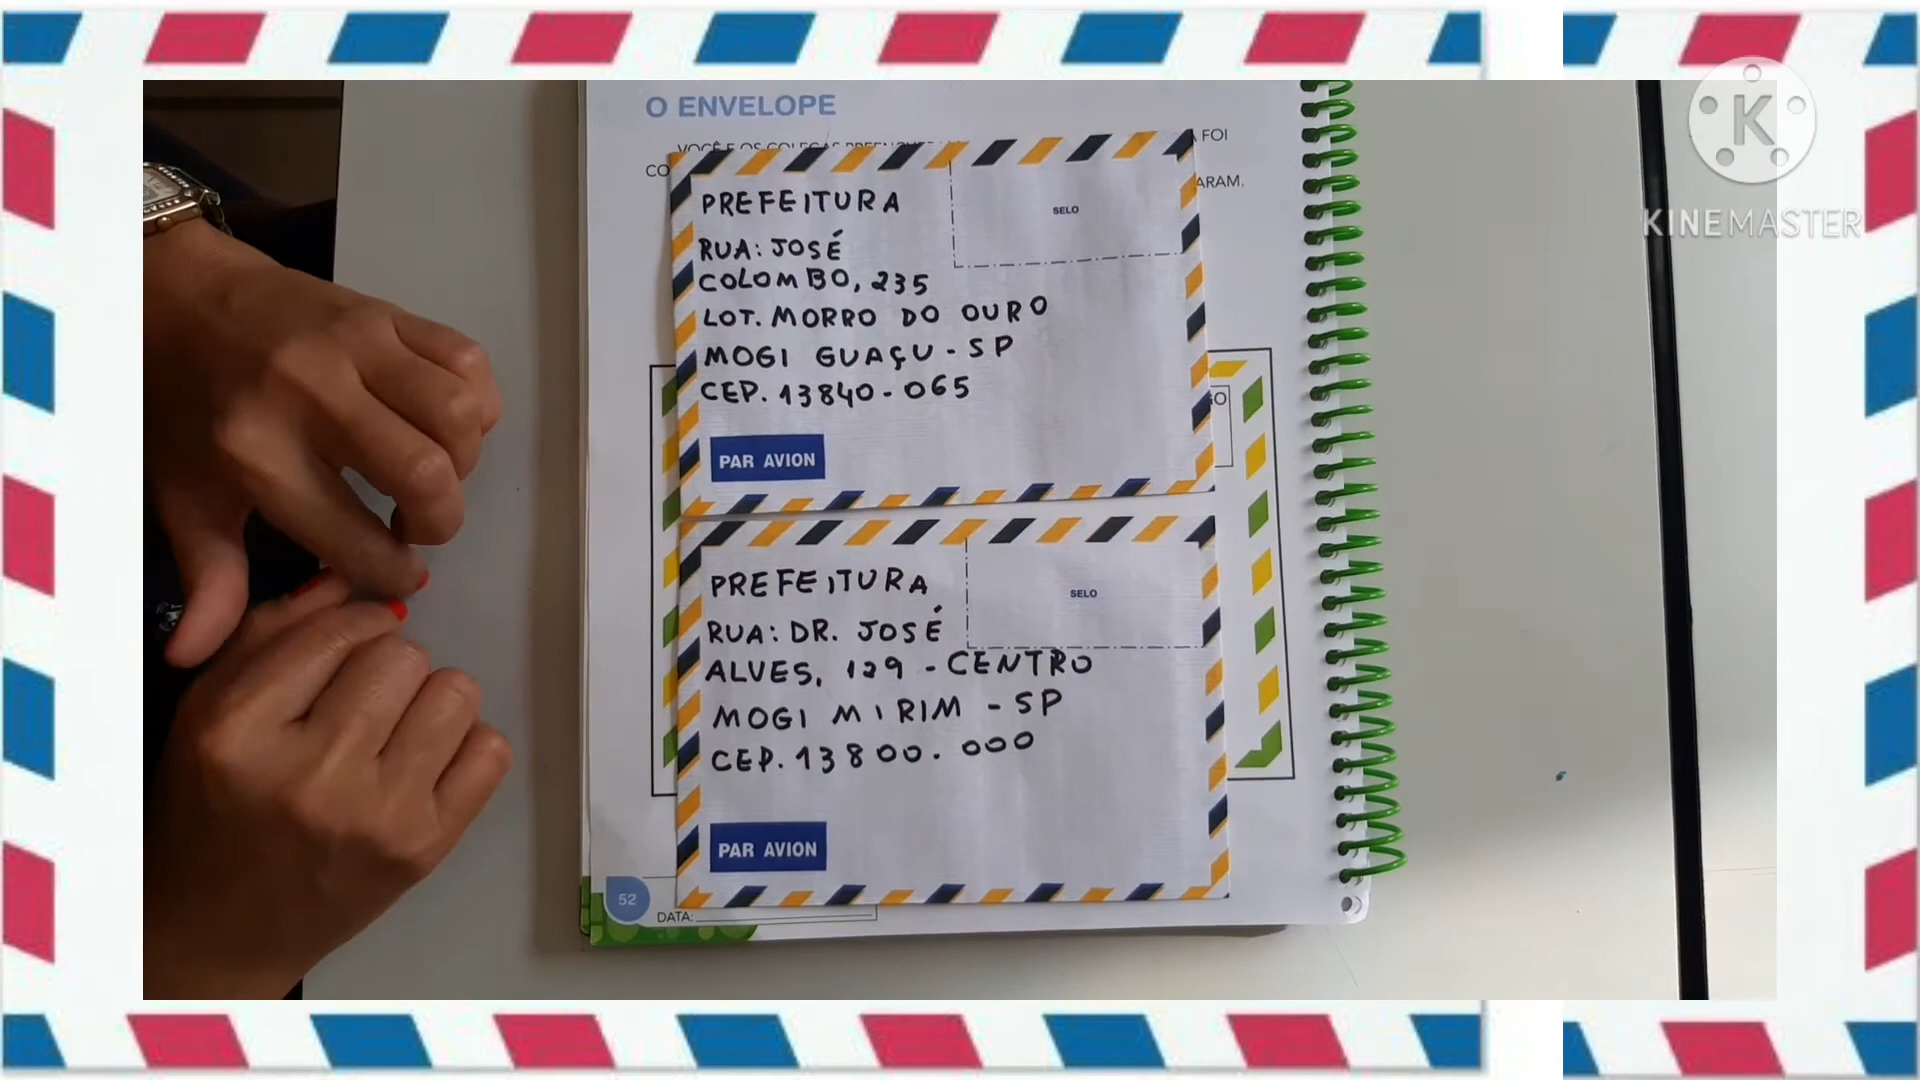 O ENVELOPE
FOI
CO
ARAM.
PREFEITURA
SELO
RUA: JOSÉ
COLOMBO, 235
LOT. MORRO DO OURO
MOGI GUAÇU - SP
CEP. 13840-065
PAR AVION
PREFEITURA
SELO
RUA: DR. JOSÉ
ALVES, 129 - CENTRO
MOGI MIRIM - SP
CEP. 13800. 000
PAR AVION
52
DATA:
K
KINEMASTER